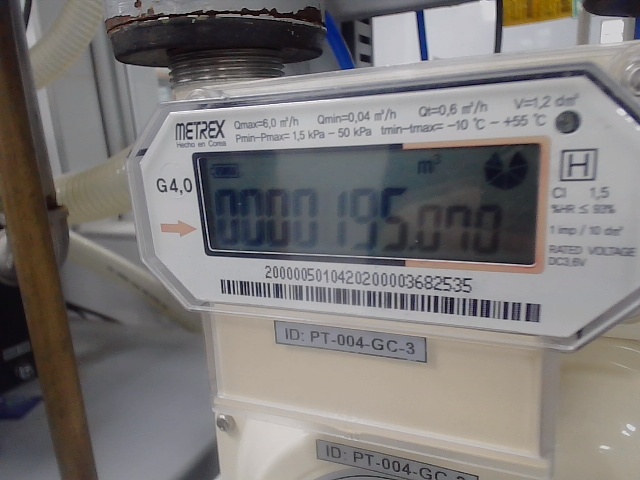 METREX
Hecho en Corea
Qmax=6,0 m³/h Qmin=0,04 m³/h Qt=0,6 m³/h V=1,2 dm³
Pmin-Pmax= 1,5 kPa - 50 kPa tmin-tmax= -10 °C - +55 °C
G4,0
m³
0000195.070
H
Cl 1,5
%HR ≤ 93%
1 imp / 10 dm³
RATED VOLTAGE
DC3,6V
20000050104202000003682535
ID: PT-004-GC-3
ID: PT-004-GC-3